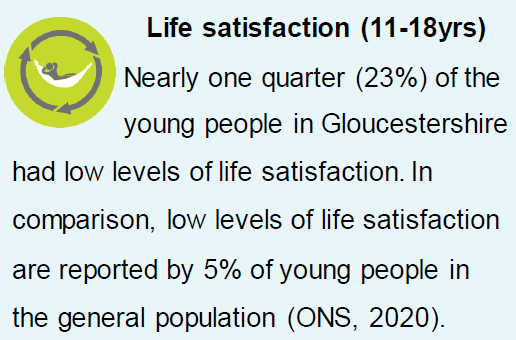 Life satisfaction (11-18yrs)
Nearly one quarter (23%) of the
young people in Gloucestershire
had low levels of life satisfaction. In
comparison, low levels of life satisfaction
are reported by 5% of young people in
the general population (ONS, 2020).